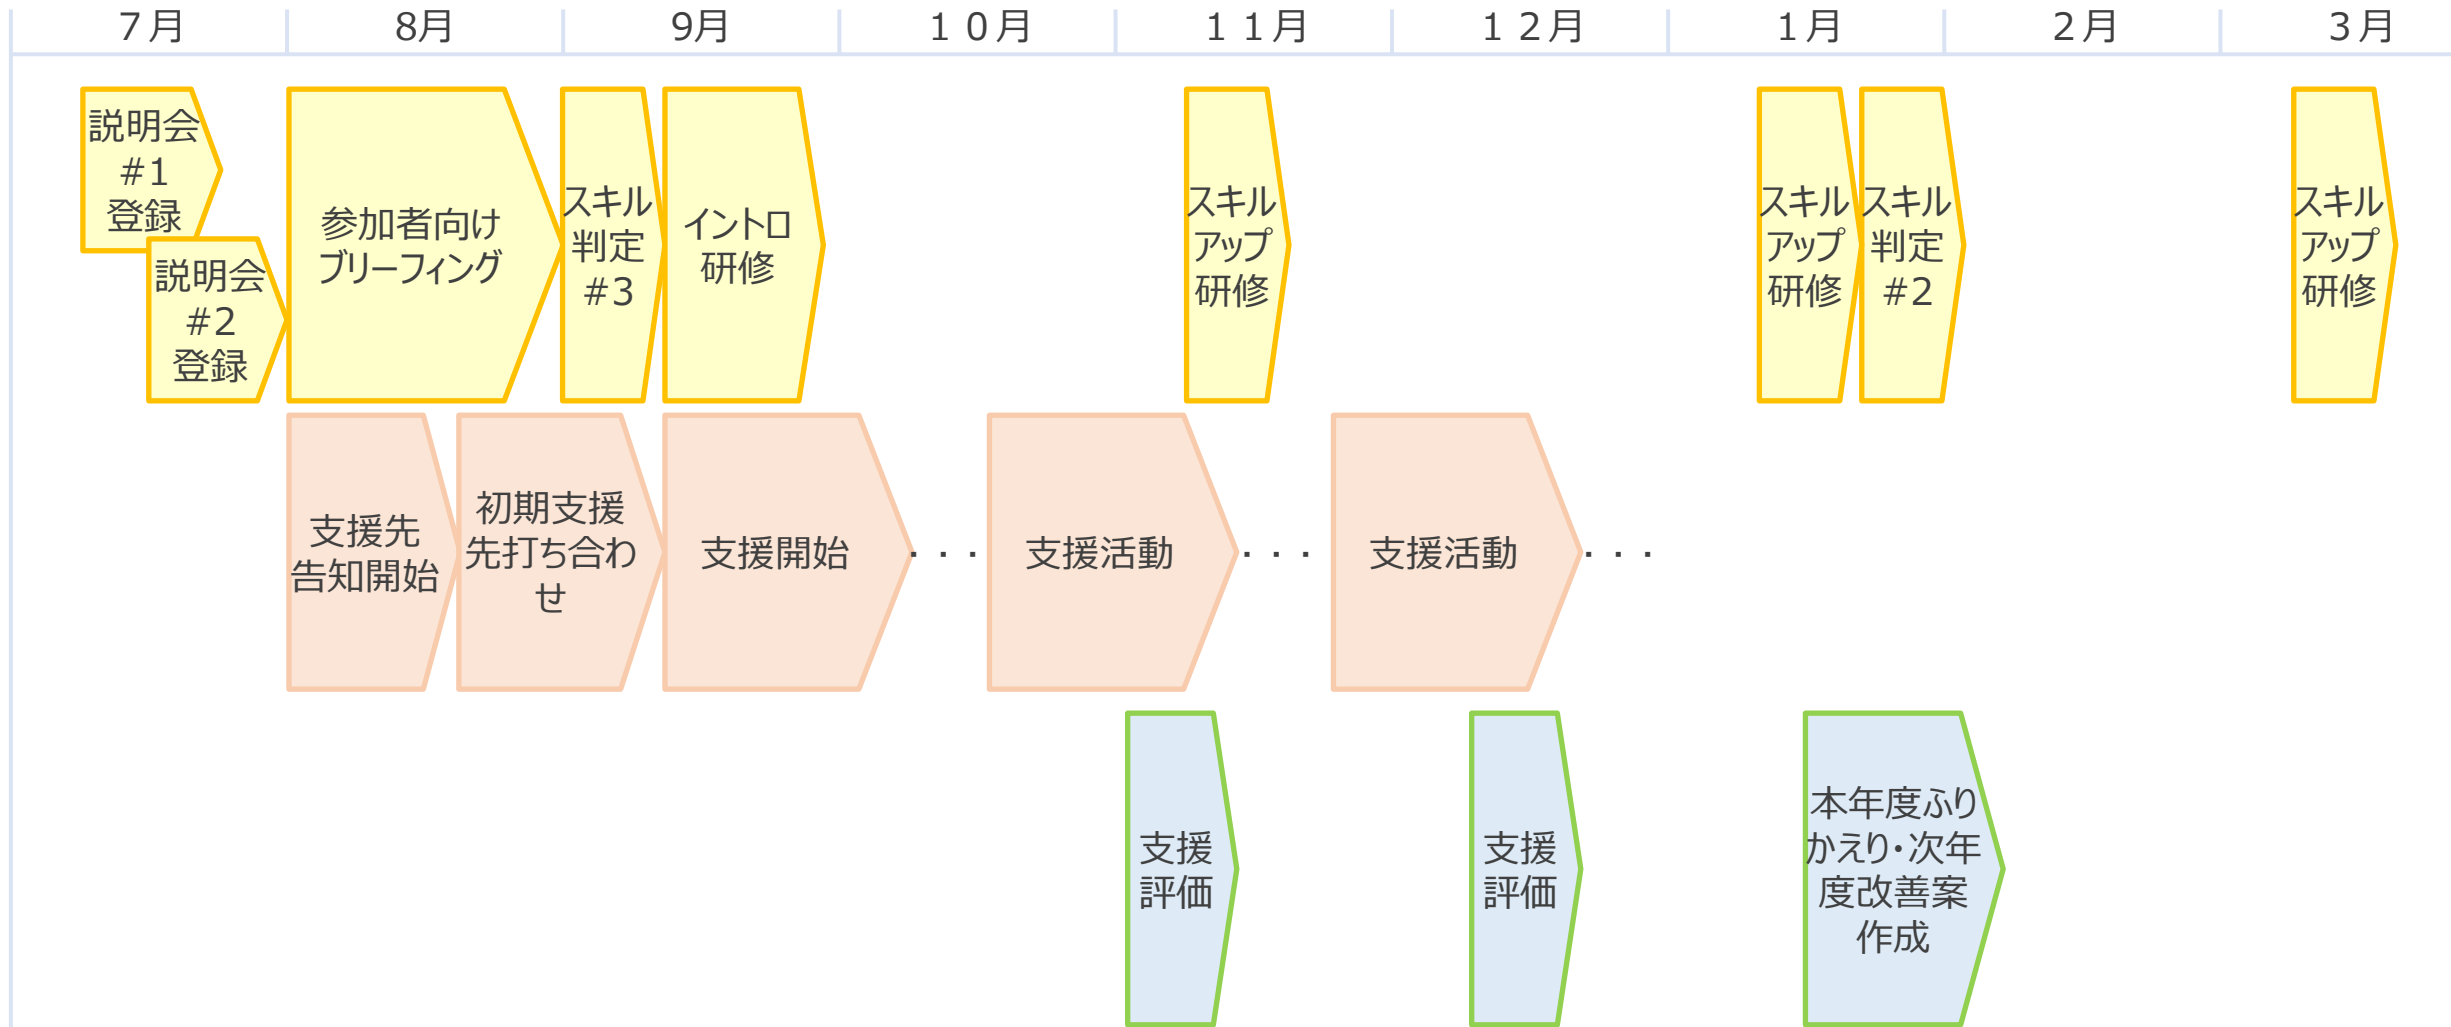 ７月
8月
9月
１０月
１１月
１２月
１月
２月
３月
説明会
#1
登録
説明会
#2
登録
参加者向け
ブリーフィング
スキル
判定
#3
イントロ
研修
スキル
アップ
研修
スキル
アップ
研修
スキル
判定
#2
スキル
アップ
研修
支援先
告知開始
初期支援
先打ち合わ
せ
支援開始
・・・
支援活動
・・・
支援活動
・・・
支援
評価
支援
評価
本年度ふり
かえり・次年
度改善案
作成